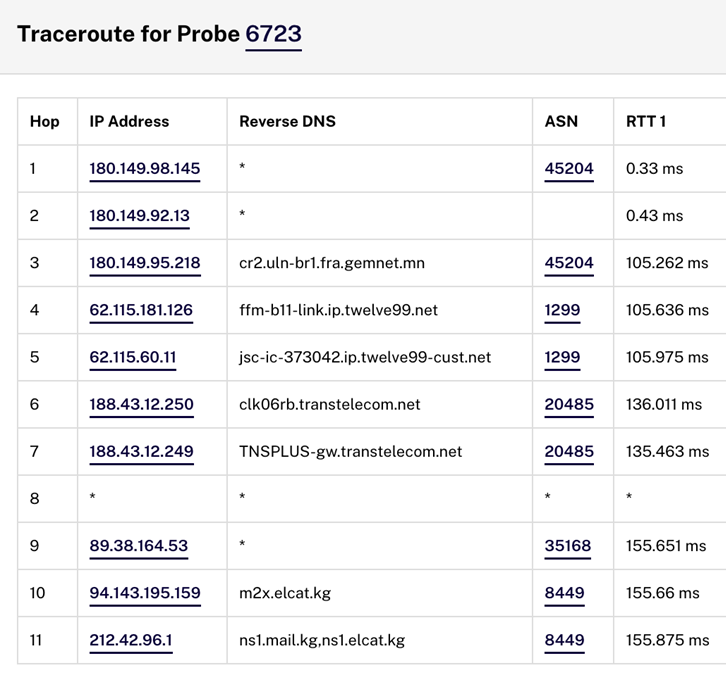 Traceroute for Probe 6723
Hop IP Address Reverse DNS ASN RTT 1
1 180.149.98.145 * 45204 0.33 ms
2 180.149.92.13 * 0.43 ms
3 180.149.95.218 cr2.uln-br1.fra.gemnet.mn 45204 105.262 ms
4 62.115.181.126 ffm-b11-link.ip.twelve99.net 1299 105.636 ms
5 62.115.60.11 jsc-ic-373042.ip.twelve99-cust.net 1299 105.975 ms
6 188.43.12.250 clk06rb.transtelecom.net 20485 136.011 ms
7 188.43.12.249 TNSPLUS-gw.transtelecom.net 20485 135.463 ms
8 * * * *
9 89.38.164.53 * 35168 155.651 ms
10 94.143.195.159 m2x.elcat.kg 8449 155.66 ms
11 212.42.96.1 ns1.mail.kg,ns1.elcat.kg 8449 155.875 ms